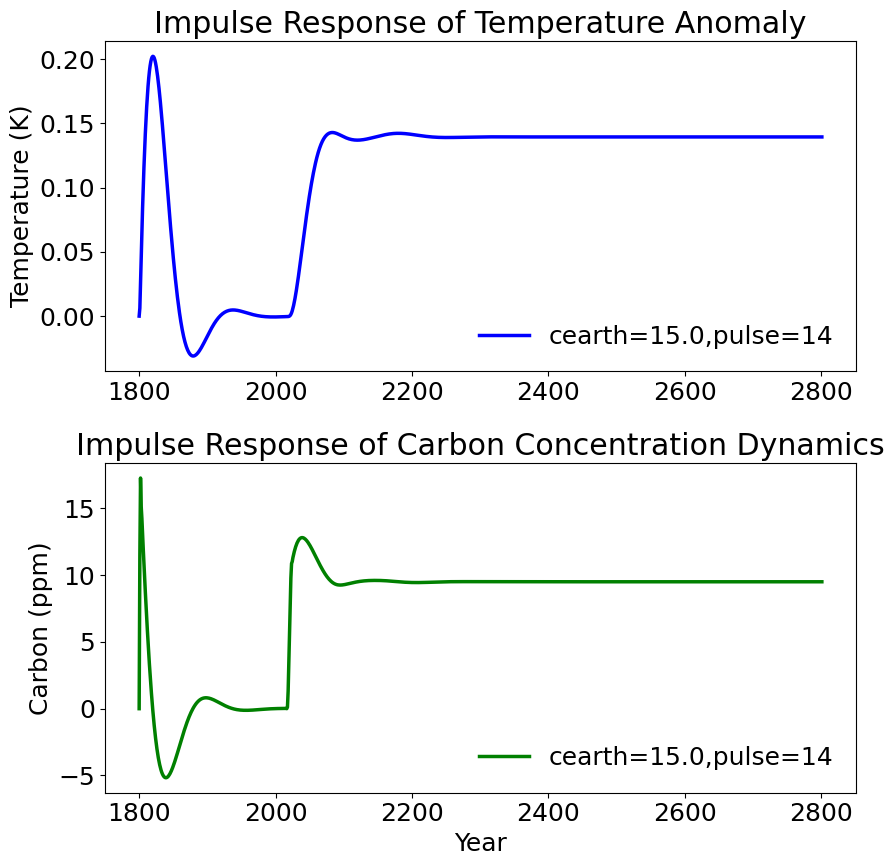 Impulse Response of Temperature Anomaly
Temperature (K)
0.20
0.15
0.10
0.05
0.00
cearth=15.0,pulse=14
1800 2000 2200 2400 2600 2800
Impulse Response of Carbon Concentration Dynamics
Carbon (ppm)
15
10
5
0
−5
cearth=15.0,pulse=14
1800 2000 2200 2400 2600 2800
Year